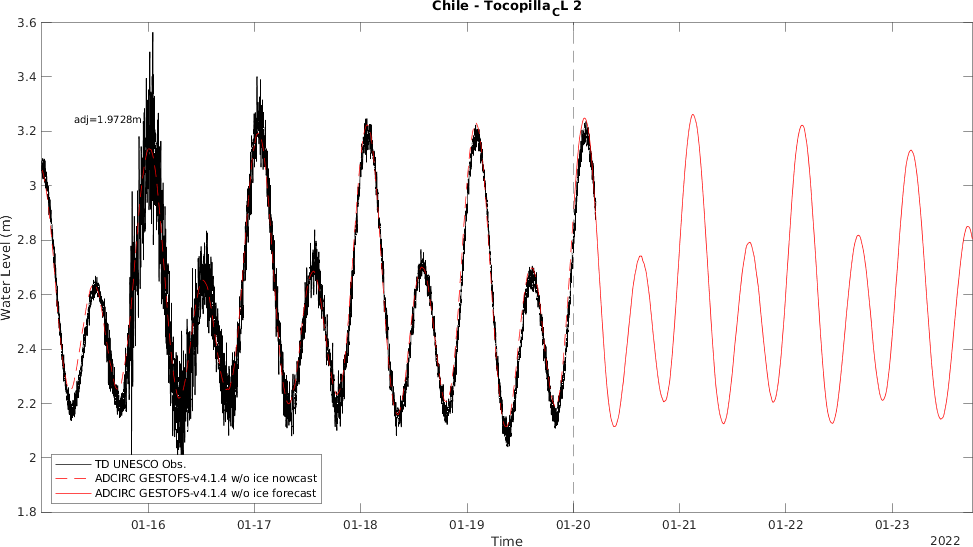 Chile - Tocopilla_CL 2
3.6
3.4
3.2
3
2.8
2.6
2.4
2.2
2
1.8
Water Level (m)
adj=1.9728m
TD UNESCO Obs.
ADCIRC GESTOFS-v4.1.4 w/o ice nowcast
ADCIRC GESTOFS-v4.1.4 w/o ice forecast
01-16 01-17 01-18 01-19 01-20 01-21 01-22 01-23
Time
2022